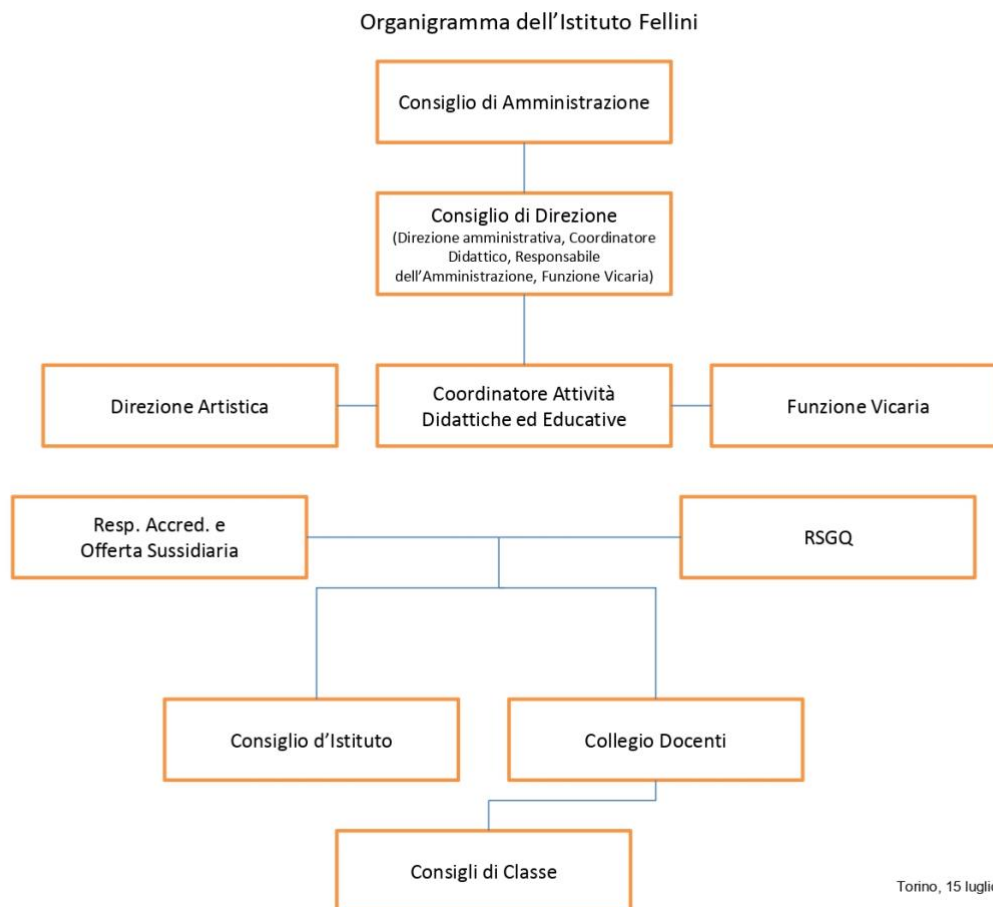 Organigramma dell'Istituto Fellini
Consiglio di Amministrazione
Consiglio di Direzione
(Direzione amministrativa, Coordinatore
Didattico, Responsabile
dell'Amministrazione, Funzione Vicaria)
Direzione Artistica
Coordinatore Attività
Didattiche ed Educative
Funzione Vicaria
Resp. Accred. e
Offerta Sussidiaria
RSGQ
Consiglio d'Istituto
Collegio Docenti
Consigli di Classe
Torino, 15 luglio